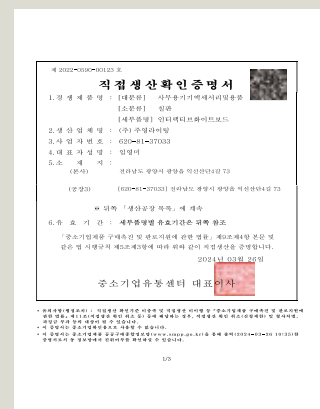 제 2022-0890-00123 호
직접생산확인증명서
1. 경 쟁 제 품 명 : [대분류] 사무용기기액세서리및용품
[소분류] 칠판
[세부품명] 인터랙티브화이트보드
2. 생 산 업 체 명 : (주) 주영라이팅
3. 사 업 자 번 호 : 620-81-37033
4. 대 표 자 성 명 : 임영미
5. 소 재 지 :
(본사) 전라남도 광양시 광양읍 익신산단4길 73
(공장3) [620-81-37033] 전라남도 광양시 광양읍 익신산단4길 73
※ 뒤쪽 「생산공장 목록」에 계속
6. 유 효 기 간 : 세부품명별 유효기간은 뒤쪽 참조
「중소기업제품 구매촉진 및 판로지원에 관한 법률」 제9조제4항 본문 및
같은 법 시행규칙 제5조제3항에 따라 위와 같이 직접생산을 증명합니다.
2024년 03월 26일
중소기업유통센터 대표이사
1/9